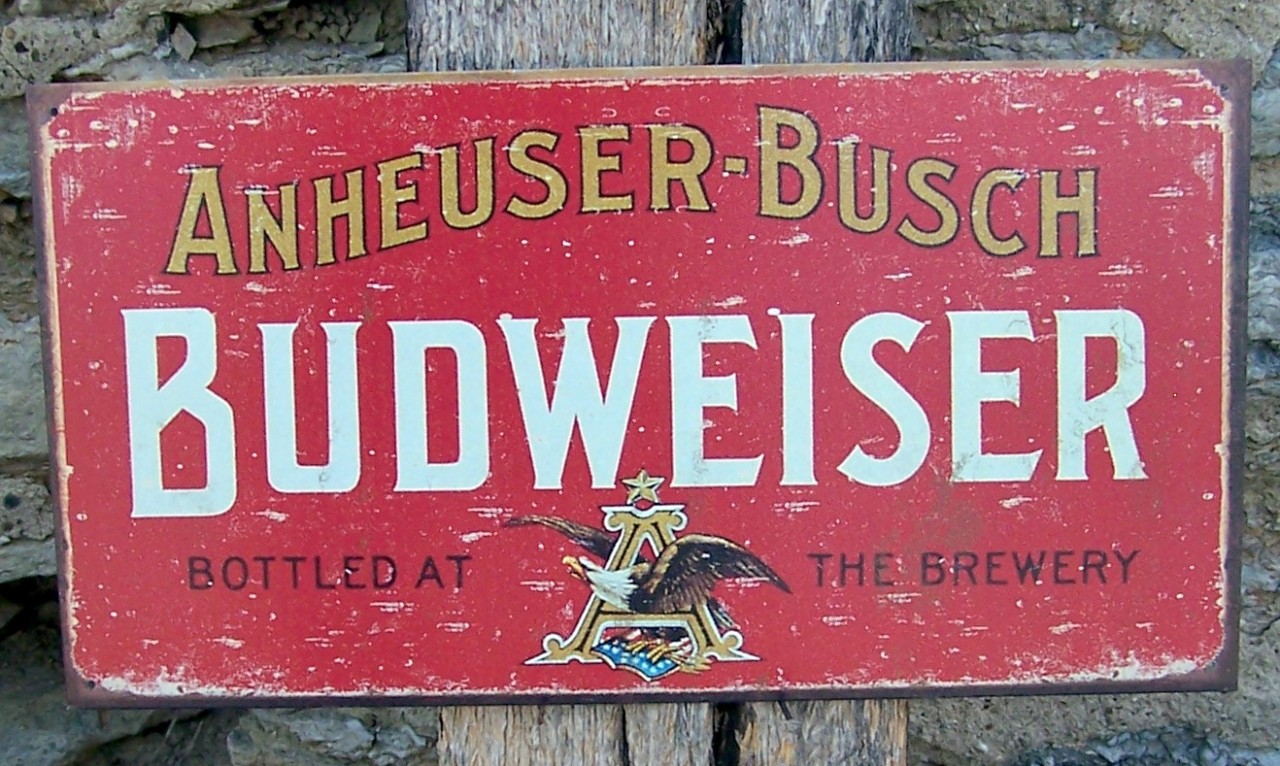 ANHEUSER-BUSCH
BUDWEISER
BOTTLED AT THE BREWERY
A